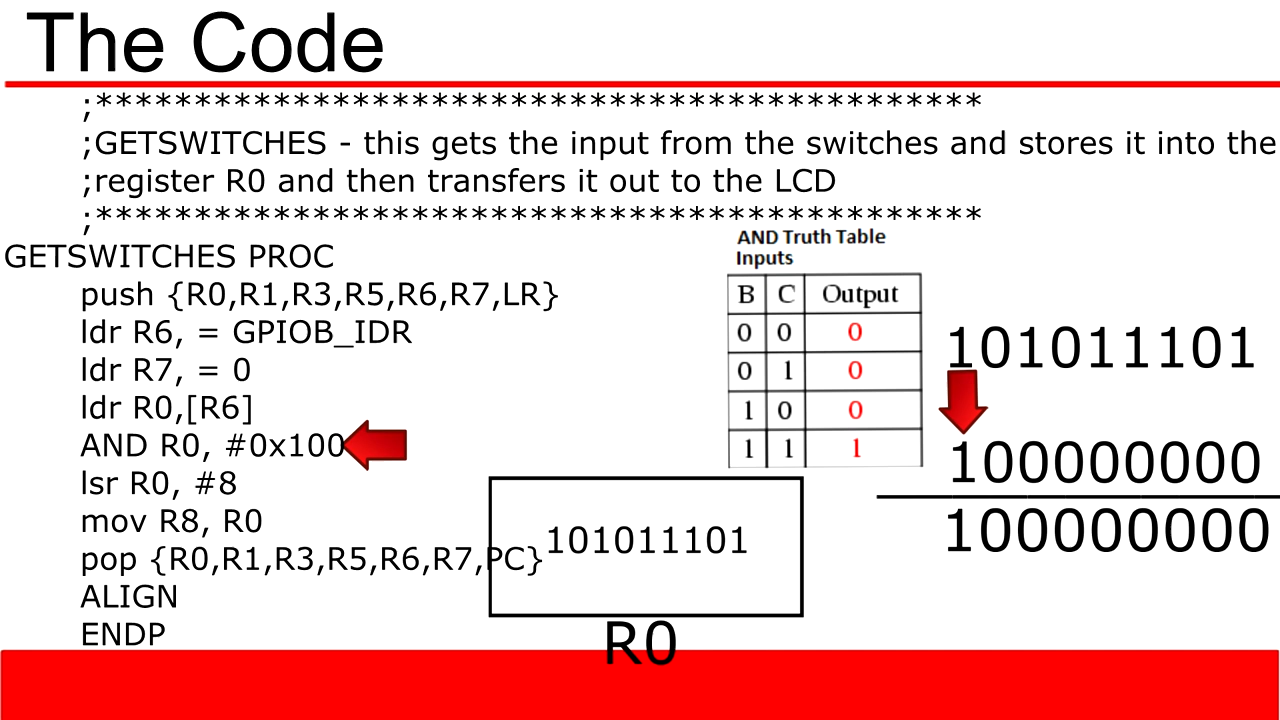 The Code
;*********************************************
;GETSWITCHES - this gets the input from the switches and stores it into the
;register R0 and then transfers it out to the LCD
;*********************************************
GETSWITCHES PROC
push {R0,R1,R3,R5,R6,R7,LR}
ldr R6, = GPIOB_IDR
ldr R7, = 0
ldr R0,[R6]
AND R0, #0x100
lsr R0, #8
mov R8, R0
pop {R0,R1,R3,R5,R6,R7,PC}
ALIGN
ENDP
AND Truth Table
Inputs
B C Output
0 0 0
0 1 0
1 0 0
1 1 1
101011101
100000000
100000000
101011101
R0